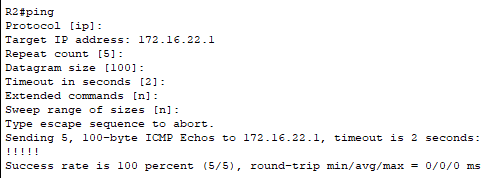 R2#ping
Protocol [ip]:
Target IP address: 172.16.22.1
Repeat count [5]:
Datagram size [100]:
Timeout in seconds [2]:
Extended commands [n]:
Sweep range of sizes [n]:
Type escape sequence to abort.
Sending 5, 100-byte ICMP Echos to 172.16.22.1, timeout is 2 seconds:
!!!!!
Success rate is 100 percent (5/5), round-trip min/avg/max = 0/0/0 ms